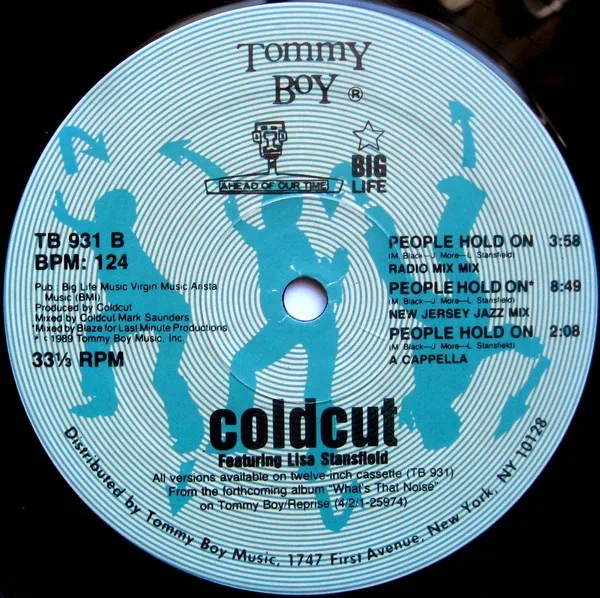 TOMMY
BOY ®
AHEAD OF OUR TIME
BIG
LIFE
TB 931 B
BPM: 124
Pub.: Big Life Music Virgin Music Arista
Music (BMI)
Produced by Coldcut
Mixed by Coldcut Mark Saunders
*Mixed by Blaze for Last Minute Productions
℗ © 1989 Tommy Boy Music, Inc.
33⅓ RPM
PEOPLE HOLD ON 3:58
(M. Black—J. More—L. Stansfield)
RADIO MIX MIX
PEOPLE HOLD ON* 8:49
(M. Black—J. More—L. Stansfield)
NEW JERSEY JAZZ MIX
PEOPLE HOLD ON 2:08
(M. Black—J. More—L. Stansfield)
A CAPPELLA
coldcut
Featuring Lisa Stansfield
All versions available on twelve-inch cassette (TB 931)
From the forthcoming album "What's That Noise"
on Tommy Boy/Reprise (4/2/1-25974)
Distributed by Tommy Boy Music, 1747 First Avenue, New York, NY 10128